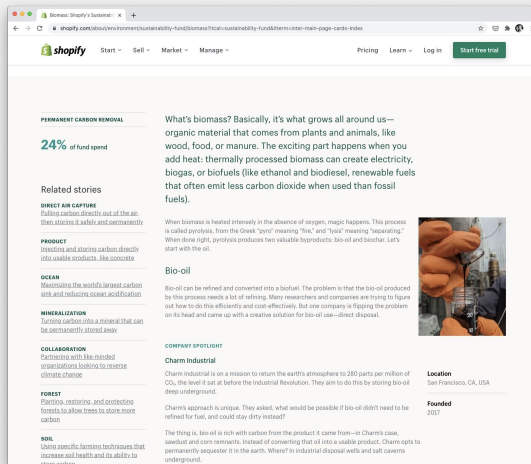 Biomass: Shopify's Sustainab
shopify.com/about/environment/sustainability-fund/biomass?itcat=sustainability-fund&itterm=inter-main-page-cards-index
shopify
Start
Sell
Market
Manage
Pricing
Learn
Log in
Start free trial
PERMANENT CARBON REMOVAL
24% of fund spend
Related stories
DIRECT AIR CAPTURE
Pulling carbon directly out of the air
then storing it safely and permanently
PRODUCT
Injecting and storing carbon directly
into usable products, like concrete
OCEAN
Maximizing the world's largest carbon
sink and reducing ocean acidification
MINERALIZATION
Turning carbon into a mineral that can
be permanently stored away
COLLABORATION
Partnering with like-minded
organizations looking to reverse
climate change
FOREST
Planting, restoring, and protecting
forests to allow trees to store more
carbon
SOIL
Using specific farming techniques that
increase soil health and its ability to
store carbon
What's biomass? Basically, it's what grows all around us—
organic material that comes from plants and animals, like
wood, food, or manure. The exciting part happens when you
add heat: thermally processed biomass can create electricity,
biogas, or biofuels (like ethanol and biodiesel, renewable fuels
that often emit less carbon dioxide when used than fossil
fuels).
When biomass is heated intensely in the absence of oxygen, magic happens. This process
is called pyrolysis, from the Greek "pyro" meaning "fire," and "lysis" meaning "separating."
When done right, pyrolysis produces two valuable byproducts: bio-oil and biochar. Let's
start with the oil.
Bio-oil
Bio-oil can be refined and converted into a biofuel. The problem is that the bio-oil produced
by this process needs a lot of refining. Many researchers and companies are trying to figure
out how to do this efficiently and cost-effectively. But one company is flipping the problem
on its head and came up with a creative solution for bio-oil use—direct disposal.
COMPANY SPOTLIGHT
Charm Industrial
Charm Industrial is on a mission to return the earth's atmosphere to 280 parts per million of
CO₂, the level it sat at before the Industrial Revolution. They aim to do this by storing bio-oil
deep underground.
Charm's approach is unique. They asked, what would be possible if bio-oil didn't need to be
refined for fuel, and could stay dirty instead?
The thing is, bio-oil is rich with carbon from the product it came from—in Charm's case,
sawdust and corn remnants. Instead of converting that oil into a usable product, Charm opts to
permanently sequester it in the ground. Where? In industrial disposal wells and salt caverns
underground.
Location
San Francisco, CA, USA
Founded
2017